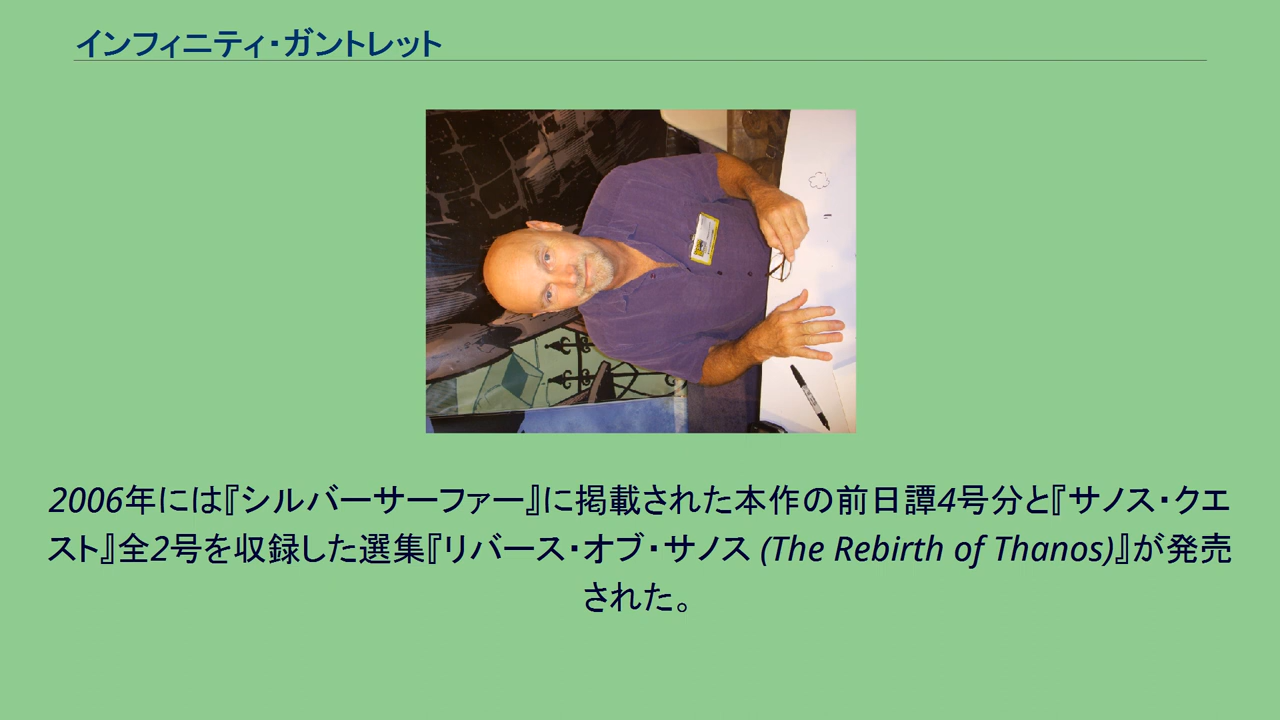 インフィニティ・ガントレット
2006年には『シルバーサーファー』に掲載された本作の前日譚4号分と『サノス・クエ
スト』全2号を収録した選集『リバース・オブ・サノス (The Rebirth of Thanos)』が発売
された。